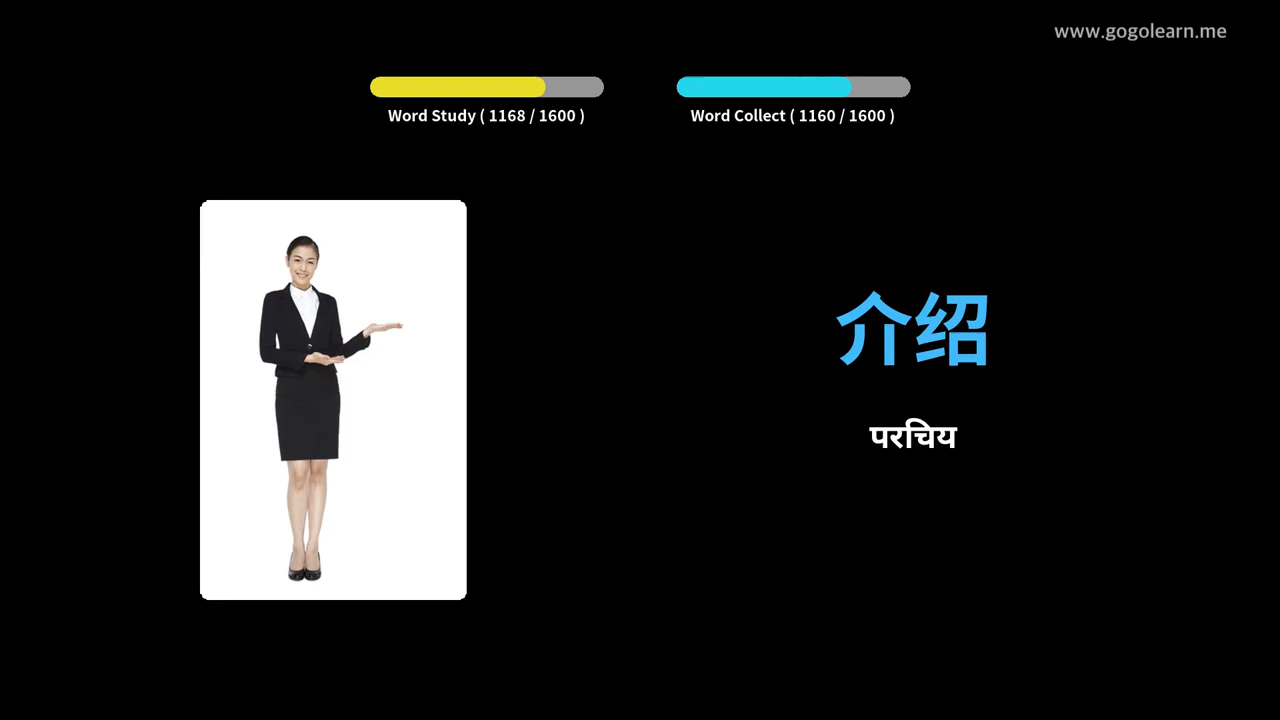 www.gogolearn.me
Word Study ( 1168 / 1600 )
Word Collect ( 1160 / 1600 )
介绍
परिचय